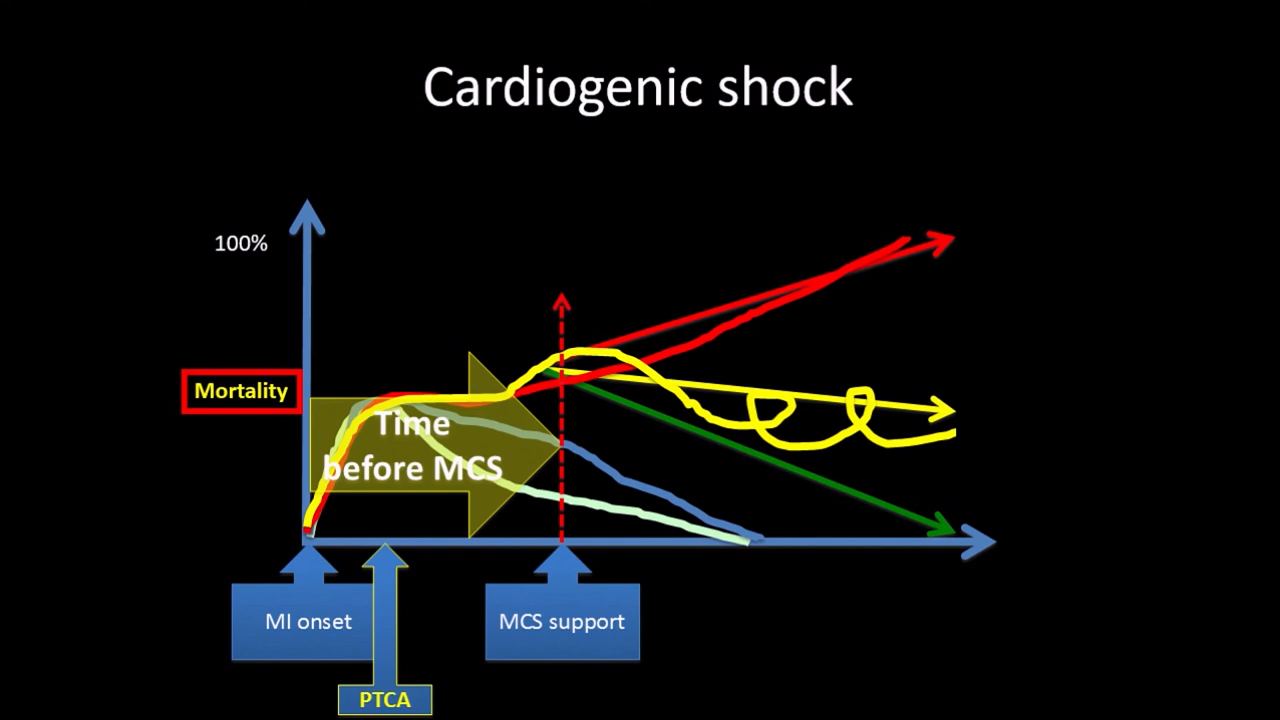 Cardiogenic shock
100%
Mortality
Time
before MCS
MI onset
MCS support
PTCA